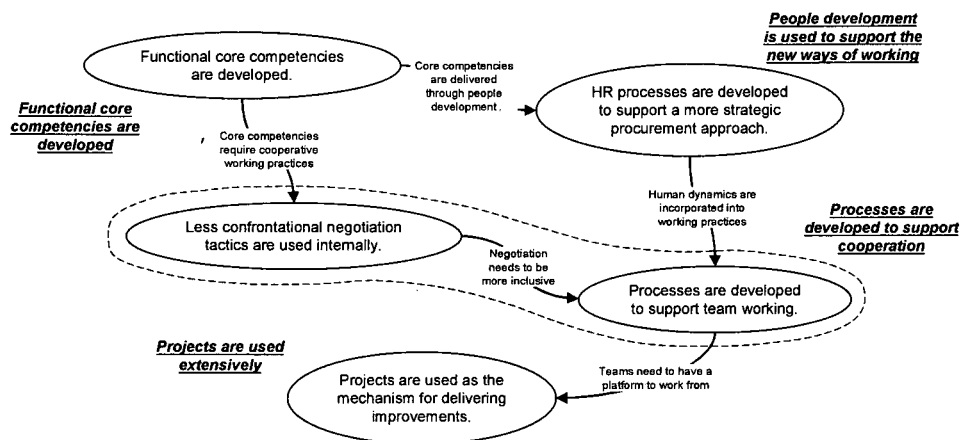 People development
is used to support the
new ways of working
Functional core competencies
are developed.
Core competencies
are delivered
through people
development.
HR processes are developed
to support a more strategic
procurement approach.
Functional core
competencies are
developed
,
Core competencies
require cooperative
working practices
Human dynamics are
incorporated into
working practices
Less confrontational negotiation
tactics are used internally.
Processes are
developed to support
cooperation
Negotiation
needs to be
more inclusive
Processes are developed
to support team working.
Projects are used
extensively
Teams need to have a
platform to work from
Projects are used as the
mechanism for delivering
improvements.